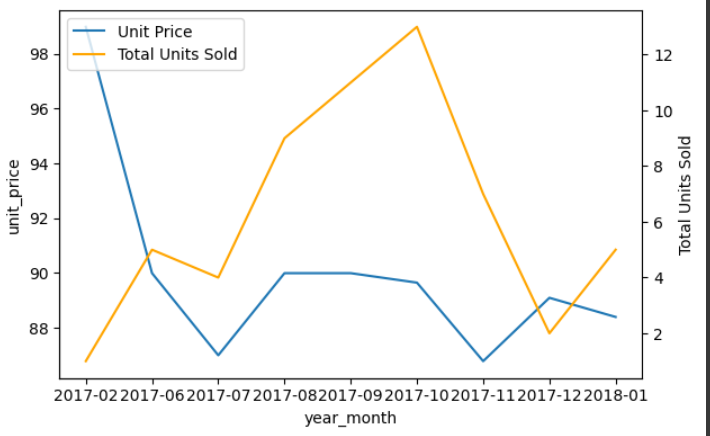 Unit Price
Total Units Sold
98
96
94
92
90
88
unit_price
12
10
8
6
4
2
Total Units Sold
2017-02 2017-06 2017-07 2017-08 2017-09 2017-10 2017-11 2017-12 2018-01
year_month